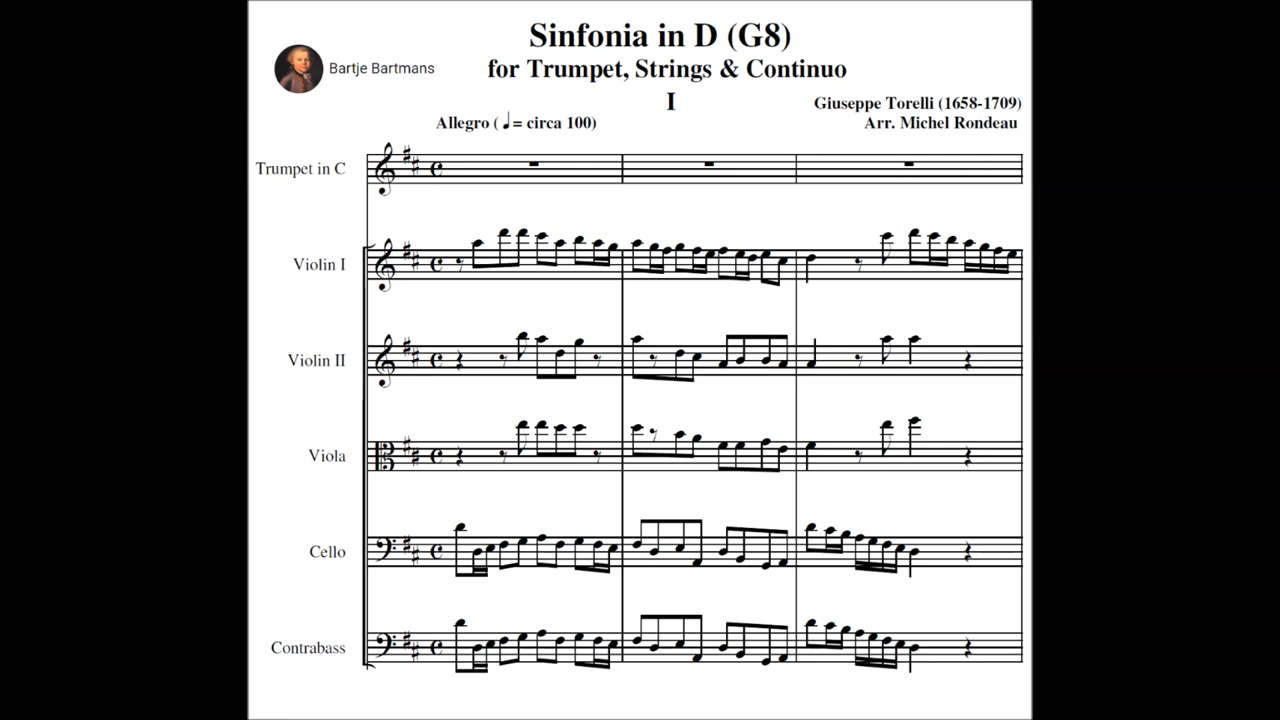 Sinfonia in D (G8)
Bartje Bartmans
for Trumpet, Strings & Continuo
I
Giuseppe Torelli (1658-1709)
Allegro (♩= circa 100)
Arr. Michel Rondeau
Trumpet in C
Violin I
Violin II
Viola
Cello
Contrabass